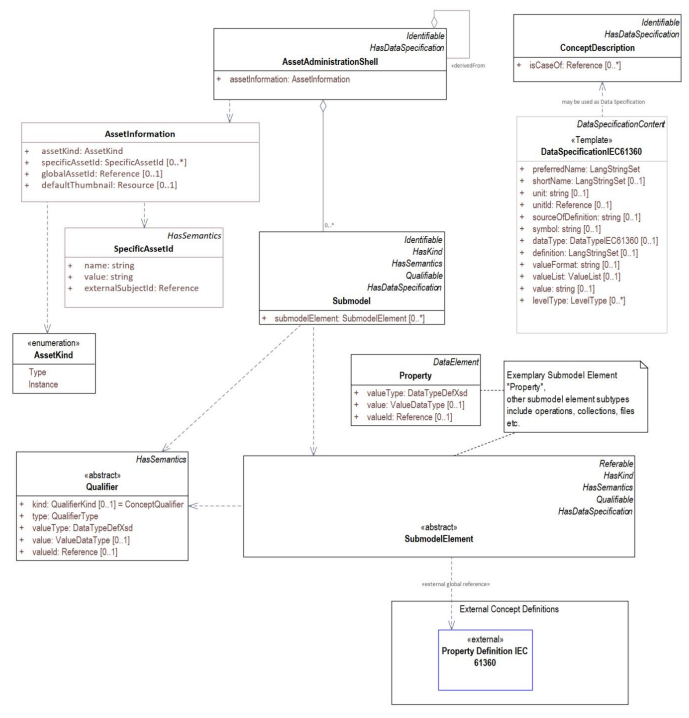 Identifiable
HasDataSpecification
AssetAdministrationShell
+ assetInformation: AssetInformation
+derivedFrom
Identifiable
HasDataSpecification
ConceptDescription
+ isCaseOf: Reference [0..*]
may be used as Data Specification
DataSpecificationContent
«Template»
DataSpecificationIEC61360
+ preferredName: LangStringSet
+ shortName: LangStringSet [0..1]
+ unit: string [0..1]
+ unitId: Reference [0..1]
+ sourceOfDefinition: string [0..1]
+ symbol: string [0..1]
+ dataType: DataTypeIEC61360 [0..1]
+ definition: LangStringSet [0..1]
+ valueFormat: string [0..1]
+ valueList: ValueList [0..1]
+ value: string [0..1]
+ levelType: LevelType [0..*]
AssetInformation
+ assetKind: AssetKind
+ specificAssetId: SpecificAssetId [0..*]
+ globalAssetId: Reference [0..1]
+ defaultThumbnail: Resource [0..1]
HasSemantics
SpecificAssetId
+ name: string
+ value: string
+ externalSubjectId: Reference
0..*
Identifiable
HasKind
HasSemantics
Qualifiable
HasDataSpecification
Submodel
+ submodelElement: SubmodelElement [0..*]
«enumeration»
AssetKind
Type
Instance
DataElement
Property
+ valueType: DataTypeDefXsd
+ value: ValueDataType [0..1]
+ valueId: Reference [0..1]
Exemplary Submodel Element
"Property",
other submodel element subtypes
include operations, collections, files
etc.
HasSemantics
«abstract»
Qualifier
+ kind: QualifierKind [0..1] = ConceptQualifier
+ type: QualifierType
+ valueType: DataTypeDefXsd
+ value: ValueDataType [0..1]
+ valueId: Reference [0..1]
Referable
HasKind
HasSemantics
Qualifiable
HasDataSpecification
«abstract»
SubmodelElement
«external global reference»
External Concept Definitions
«external»
Property Definition IEC
61360